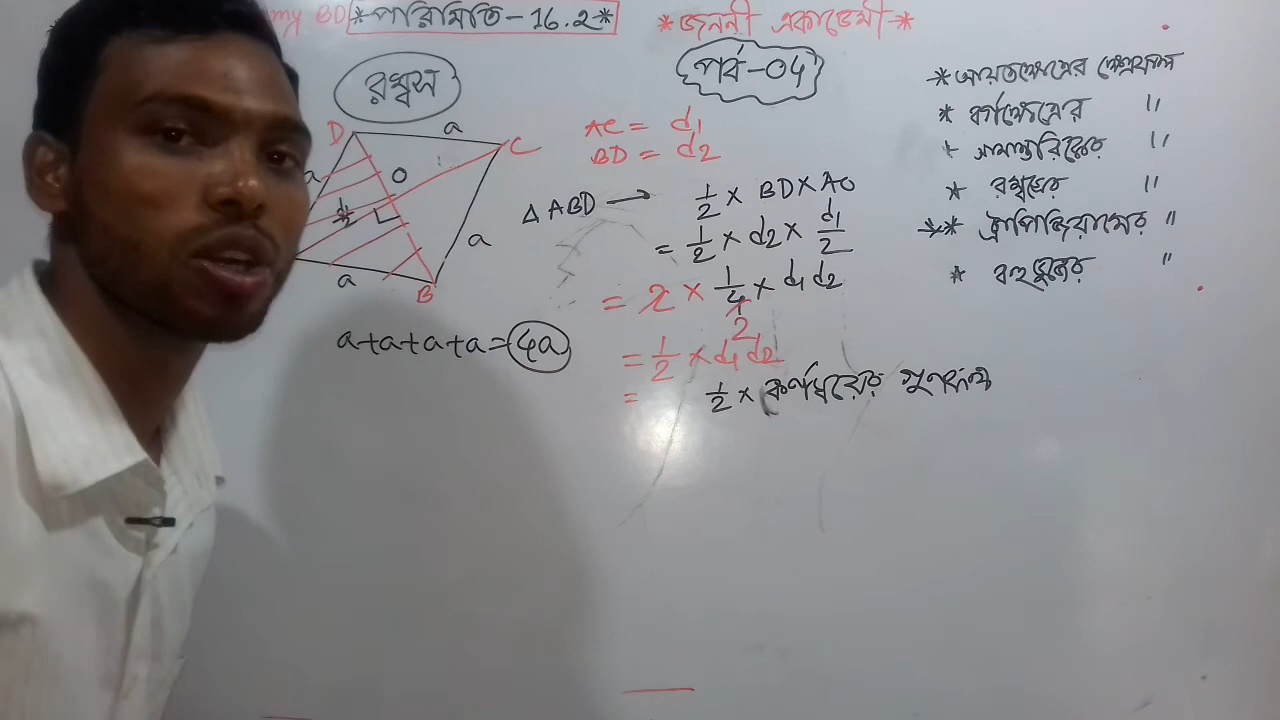 my BD *পরিমিতি-16.2* *জননী একাডেমী*
রম্বস
পর্ব-04
D a C
a O
a
a B
a+a+a+a=4a
AC = d1
BD = d2
Δ ABD → 1/2 × BD × AO
= 1/2 × d2 × d1/2
= 2 × 1/4 × d1 d2
2
= 1/2 × d1 d2
= 1/2 × কর্ণদ্বয়ের গুণফল
* আয়তক্ষেত্রের ক্ষেত্রফল
* বর্গক্ষেত্রের "
* সামান্তরিকের "
* রম্বসের "
** ট্রাপিজিয়ামের "
* বহুভুজের "